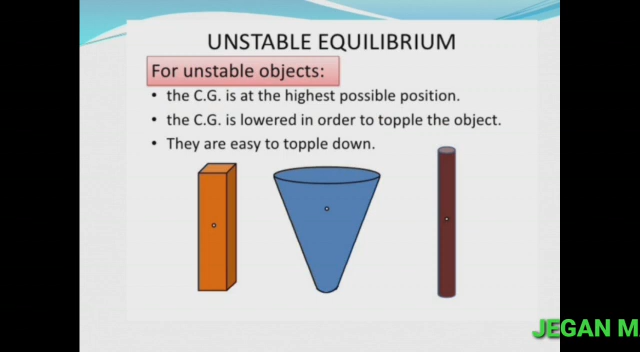 UNSTABLE EQUILIBRIUM
For unstable objects:
• the C.G. is at the highest possible position.
• the C.G. is lowered in order to topple the object.
• They are easy to topple down.
JEGAN M